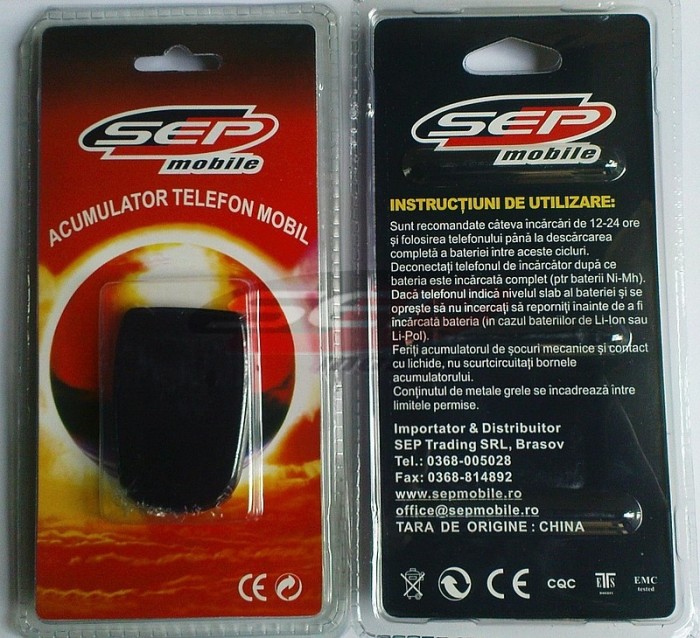 SEP
mobile
ACUMULATOR TELEFON MOBIL
CE
SEP
mobile
INSTRUCȚIUNI DE UTILIZARE:
Sunt recomandate câteva încărcări de 12-24 ore
și folosirea telefonului până la descărcarea
completă a bateriei între aceste cicluri.
Deconectați telefonul de încărcător după ce
bateria este încărcată complet (ptr baterii Ni-Mh).
Dacă telefonul indică nivelul slab al bateriei și se
oprește să nu incercați să reporniți înainte de a fi
încărcată bateria (in cazul bateriilor de Li-Ion sau
Li-Pol).
Feriți acumulatorul de șocuri mecanice și contact
cu lichide, nu scurtcircuitați bornele
acumulatorului.
Conținutul de metale grele se incadrează intre
limitele permise.
Importator & Distribuitor
SEP Trading SRL, Brasov
Tel.: 0368-005028
Fax: 0368-814892
www.sepmobile.ro
office@sepmobile.ro
TARA DE ORIGINE : CHINA
CE CQC ETS EMC
tested